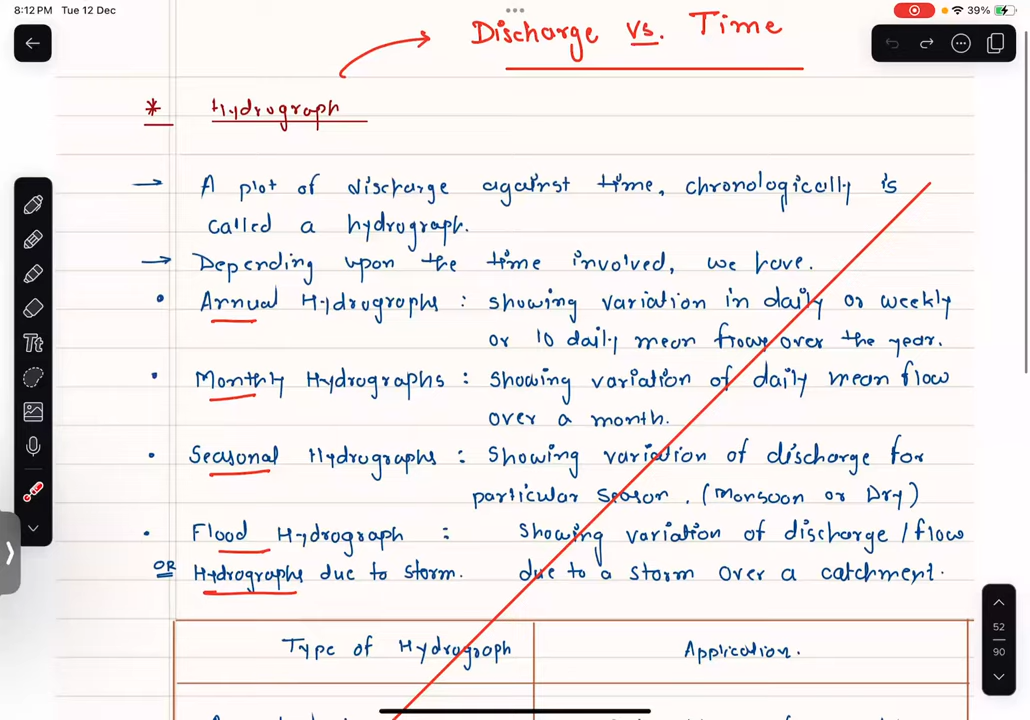 8:12 PM Tue 12 Dec
39%
Discharge vs. Time
* Hydrograph
→ A plot of discharge against time, chronologically is
called a hydrograph.
→ Depending upon the time involved, we have.
• Annual Hydrographs : showing variation in daily or weekly
or 10 daily mean flows over the year.
• Monthly Hydrographs : Showing variation of daily mean flow
over a month.
• Seasonal Hydrographs : Showing variation of discharge for
particular season. (Monsoon or Dry)
• Flood Hydrograph : Showing variation of discharge / flow
OR Hydrographs due to storm. due to a storm over a catchment.
Tt
52
90
Type of Hydrograph Application.